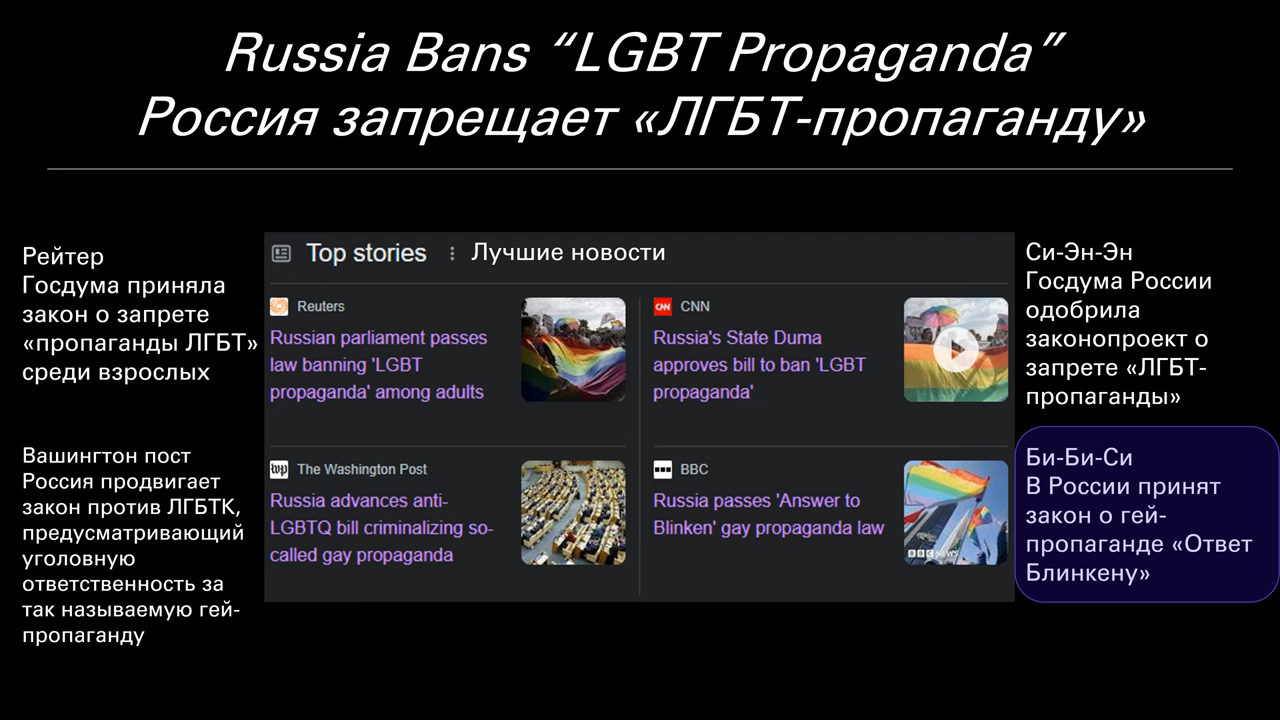 Russia Bans “LGBT Propaganda”
Россия запрещает «ЛГБТ-пропаганду»
Рейтер
Госдума приняла
закон о запрете
«пропаганды ЛГБТ»
среди взрослых
Вашингтон пост
Россия продвигает
закон против ЛГБТК,
предусматривающий
уголовную
ответственность за
так называемую гей-
пропаганду
Top stories Лучшие новости
Reuters
Russian parliament passes
law banning 'LGBT
propaganda' among adults
CNN
CNN
Russia's State Duma
approves bill to ban 'LGBT
propaganda'
wp
The Washington Post
Russia advances anti-
LGBTQ bill criminalizing so-
called gay propaganda
BBC
Russia passes 'Answer to
Blinken' gay propaganda law
BBC NEWS
Си-Эн-Эн
Госдума России
одобрила
законопроект о
запрете «ЛГБТ-
пропаганды»
Би-Би-Си
В России принят
закон о гей-
пропаганде «Ответ
Блинкену»